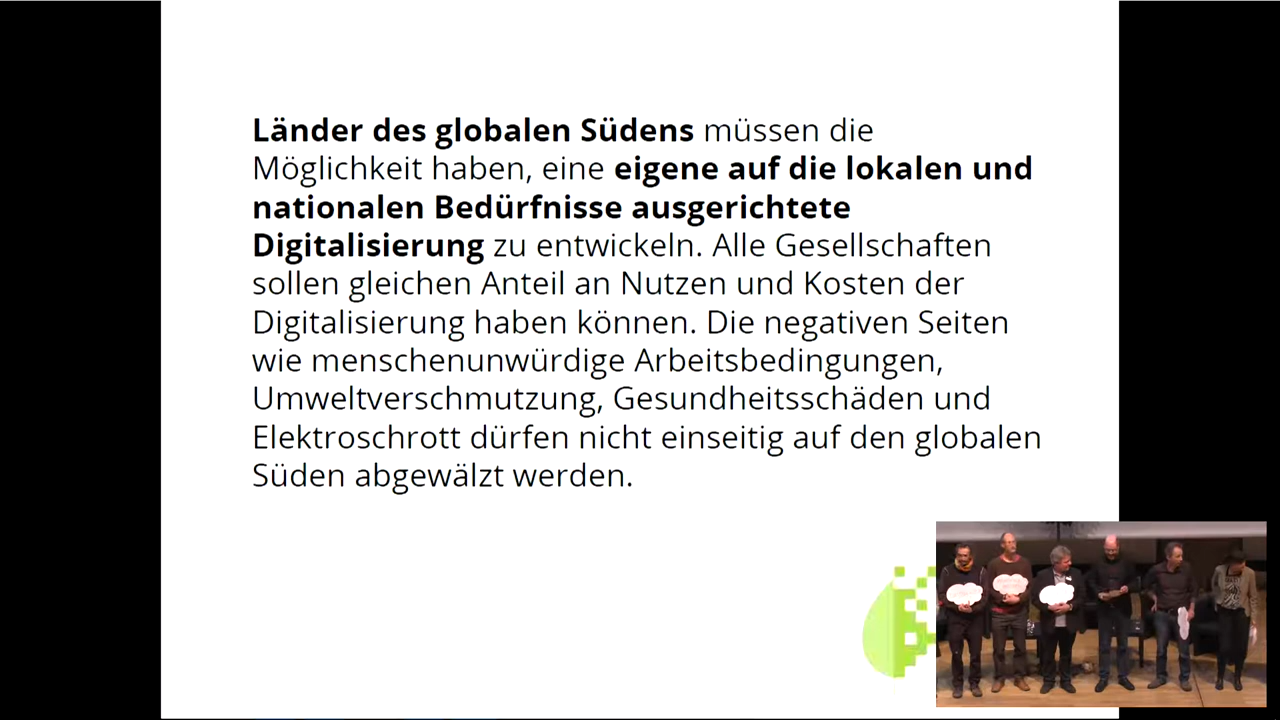 Länder des globalen Südens müssen die
Möglichkeit haben, eine eigene auf die lokalen und
nationalen Bedürfnisse ausgerichtete
Digitalisierung zu entwickeln. Alle Gesellschaften
sollen gleichen Anteil an Nutzen und Kosten der
Digitalisierung haben können. Die negativen Seiten
wie menschenunwürdige Arbeitsbedingungen,
Umweltverschmutzung, Gesundheitsschäden und
Elektroschrott dürfen nicht einseitig auf den globalen
Süden abgewälzt werden.